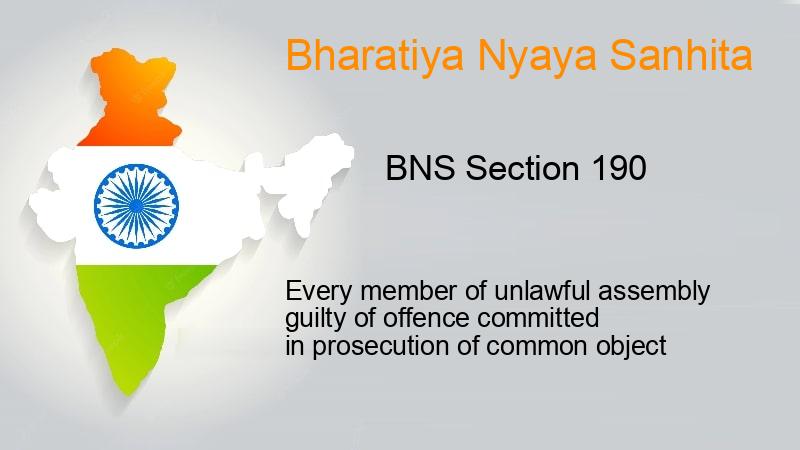 Bharatiya Nyaya Sanhita
BNS Section 190
Every member of unlawful assembly
guilty of offence committed
in prosecution of common object